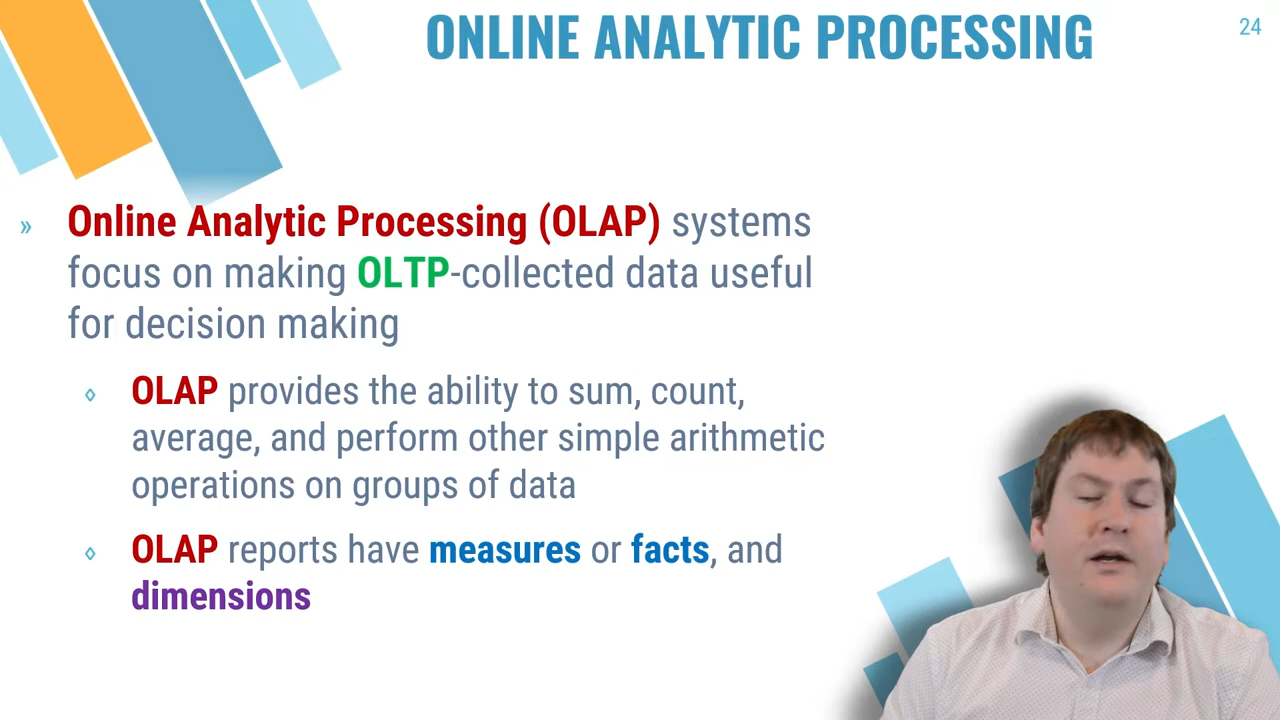 ONLINE ANALYTIC PROCESSING
24
» Online Analytic Processing (OLAP) systems
focus on making OLTP-collected data useful
for decision making
◊ OLAP provides the ability to sum, count,
average, and perform other simple arithmetic
operations on groups of data
◊ OLAP reports have measures or facts, and
dimensions